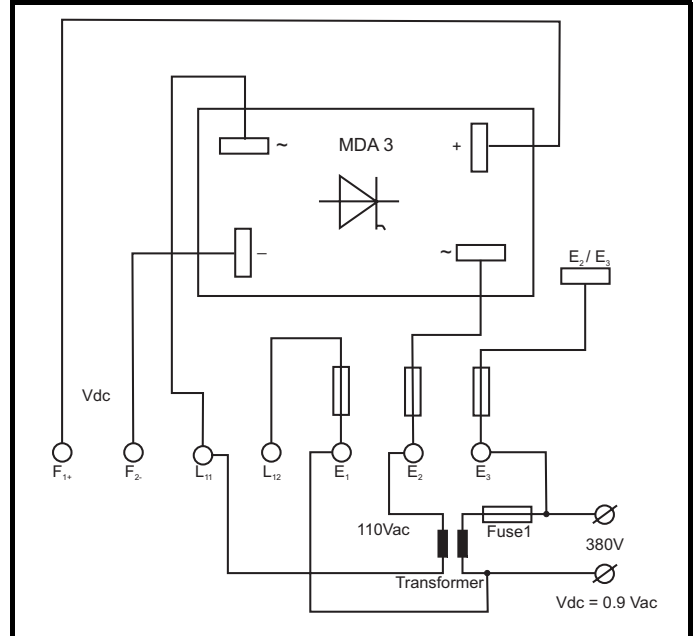 ~ MDA 3 +
– ~ E₂ / E₃
Vdc
F₁₊ F₂₋ L₁₁ L₁₂ E₁ E₂ E₃
110Vac Fuse1
380V
Transformer
Vdc = 0.9 Vac